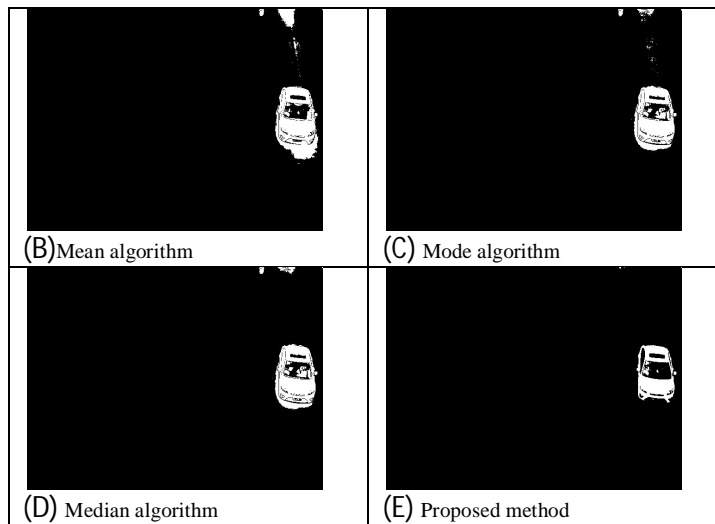 (B)Mean algorithm
(C) Mode algorithm
(D) Median algorithm
(E) Proposed method